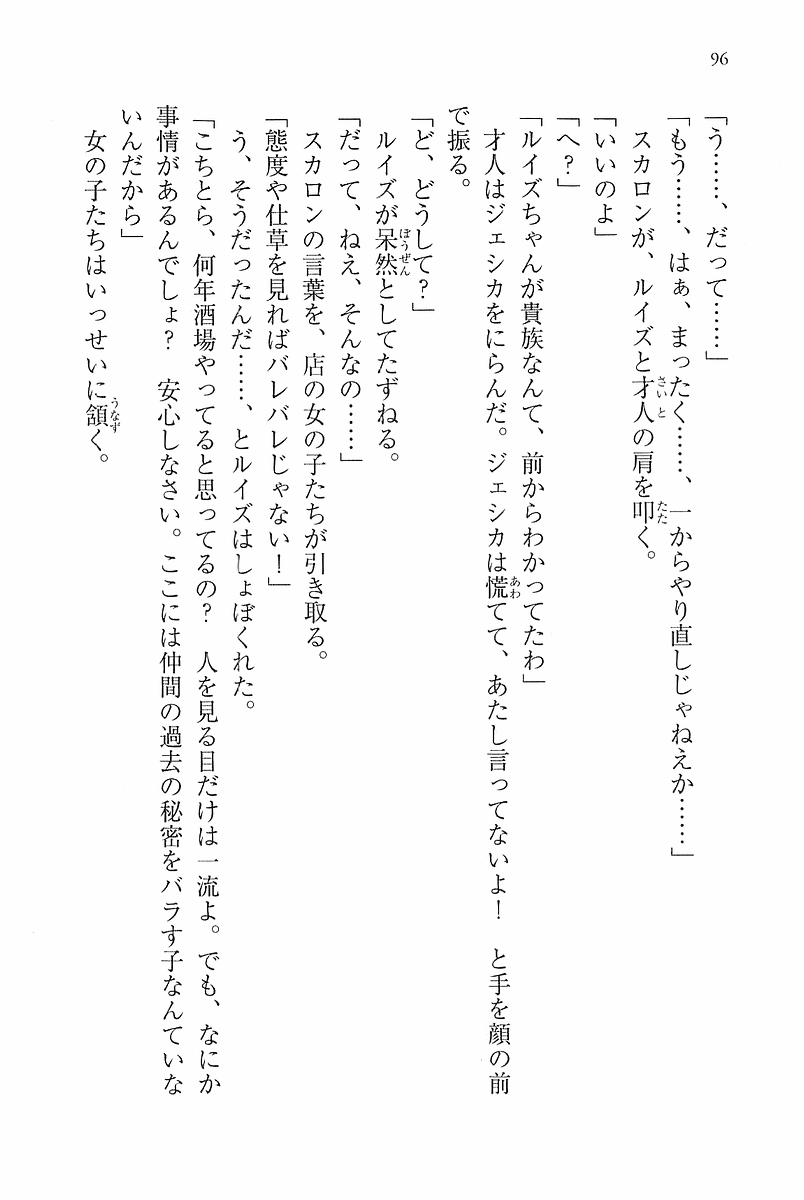 96
「う……、だって……」
「もう……、はぁ、まったく……、一からやり直しじゃねえか……」
　スカロンが、ルイズと才人の肩を叩く。
「いいのよ」
「へ？」
「ルイズちゃんが貴族なんて、前からわかってたわ」
　才人はジェシカをにらんだ。ジェシカは慌てて、あたし言ってないよ！　と手を顔の前
で振る。
「ど、どうして？」
　ルイズが呆然としてたずねる。
「だって、ねえ、そんなの……」
　スカロンの言葉を、店の女の子たちが引き取る。
「態度や仕草を見ればバレバレじゃない！」
　う、そうだったんだ……、とルイズはしょぼくれた。
「こちとら、何年酒場やってると思ってるの？　人を見る目だけは一流よ。でも、なにか
事情があるんでしょ？　安心しなさい。ここには仲間の過去の秘密をバラす子なんていな
いんだから」
　女の子たちはいっせいに頷く。